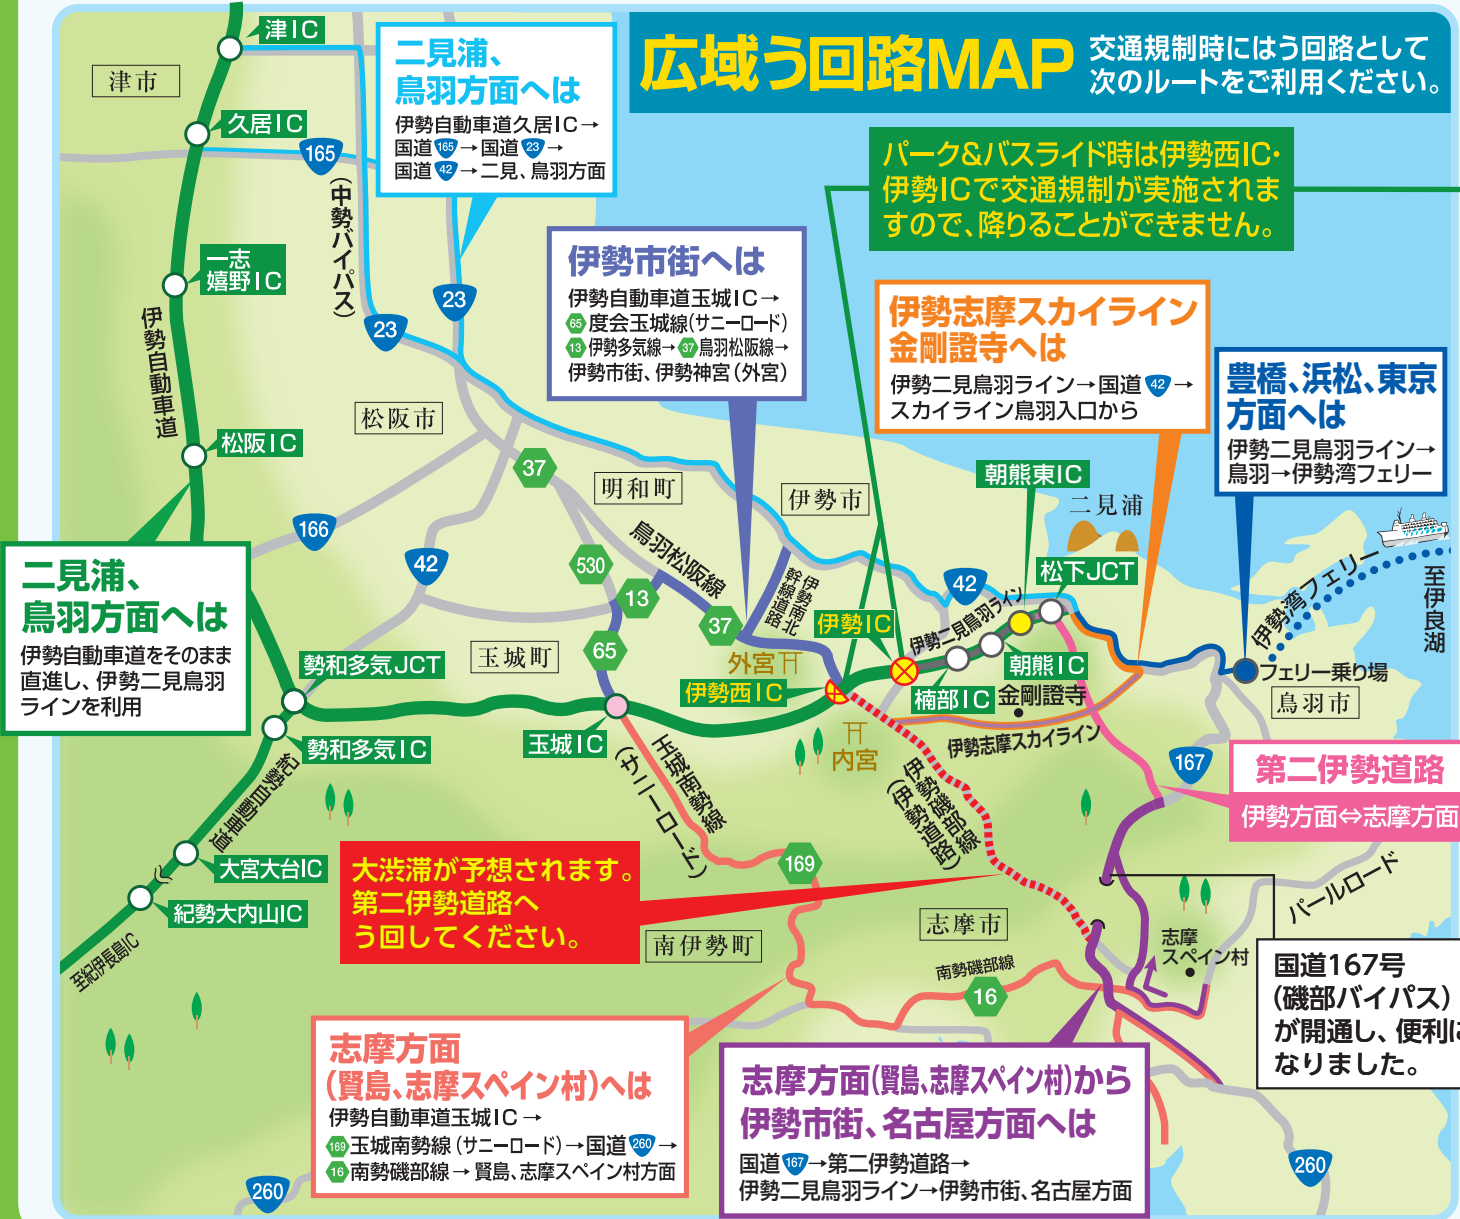 広域う回路MAP
交通規制時にはう回路として
次のルートをご利用ください。
津IC
津市
久居IC
165
(中勢バイパス)
一志
嬉野IC
伊勢自動車道
松阪IC
23
23
二見浦、
鳥羽方面へは
伊勢自動車道久居IC→
国道165→国道23→
国道42→二見、鳥羽方面
パーク&バスライド時は伊勢西IC・
伊勢ICで交通規制が実施されま
すので、降りることができません。
伊勢市街へは
伊勢自動車道玉城IC→
65度会玉城線(サニーロード)
13伊勢多気線→37鳥羽松阪線→
伊勢市街、伊勢神宮(外宮)
伊勢志摩スカイライン
金剛證寺へは
伊勢二見鳥羽ライン→国道42→
スカイライン鳥羽入口から
豊橋、浜松、東京
方面へは
伊勢二見鳥羽ライン→
鳥羽→伊勢湾フェリー
松阪市
37
明和町
伊勢市
朝熊東IC
二見浦
166
42
530
13
鳥羽松阪線
37
伊勢南北
幹線道路
42
松下JCT
伊勢湾フェリー
至伊良湖
二見浦、
鳥羽方面へは
伊勢自動車道をそのまま
直進し、伊勢二見鳥羽
ラインを利用
勢和多気JCT
玉城町
65
外宮
伊勢IC
伊勢二見鳥羽ライン
朝熊IC
フェリー乗り場
鳥羽市
伊勢西IC
楠部IC
金剛證寺
勢和多気IC
玉城IC
内宮
伊勢志摩スカイライン
167
第二伊勢道路
伊勢方面⇔志摩方面
紀勢自動車道
玉城南勢線
(サニーロード)
伊勢磯部線
(伊勢道路)
大宮大台IC
紀勢大内山IC
至紀伊長島IC
大渋滞が予想されます。
第二伊勢道路へ
う回してください。
169
パールロード
南伊勢町
志摩市
志摩
スペイン村
南勢磯部線
16
国道167号
(磯部バイパス)
が開通し、便利に
なりました。
志摩方面
(賢島、志摩スペイン村)へは
伊勢自動車道玉城IC→
169玉城南勢線(サニーロード)→国道260→
16南勢磯部線→賢島、志摩スペイン村方面
志摩方面(賢島、志摩スペイン村)から
伊勢市街、名古屋方面へは
国道167→第二伊勢道路→
伊勢二見鳥羽ライン→伊勢市街、名古屋方面
260
260